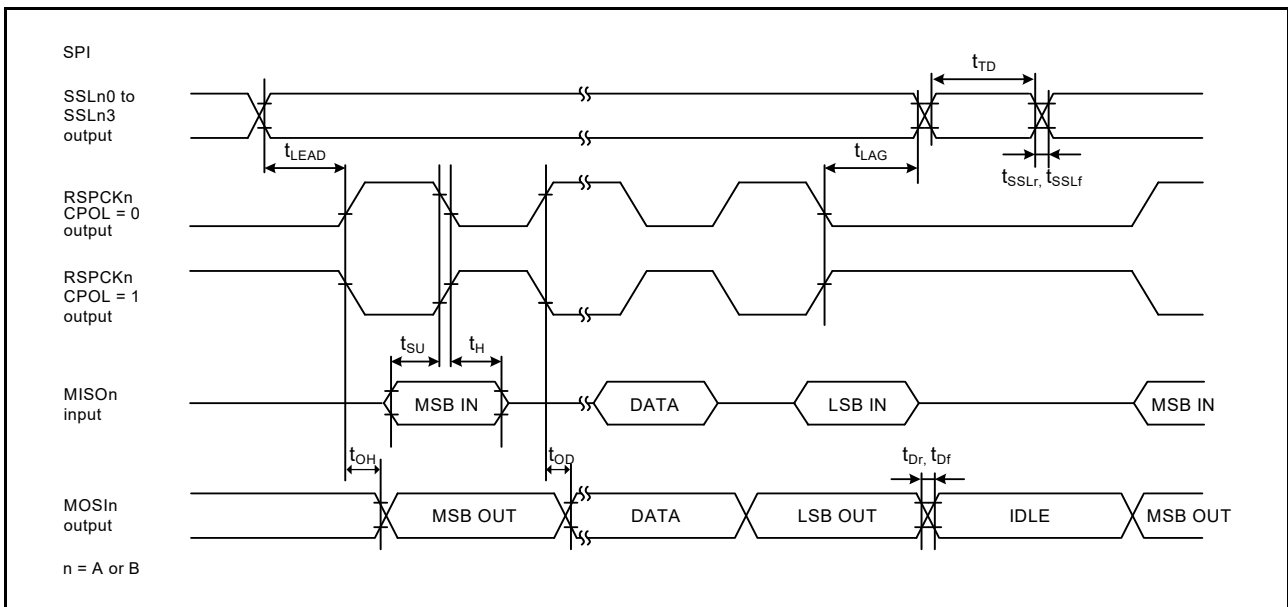 SPI
SSLn0 to
SSLn3
output
tTD
tLEAD
tLAG
tSSLr, tSSLf
RSPCKn
CPOL = 0
output
RSPCKn
CPOL = 1
output
tSU
tH
MISOn
input
MSB IN
DATA
LSB IN
MSB IN
tOH
tOD
tDr, tDf
MOSIn
output
MSB OUT
DATA
LSB OUT
IDLE
MSB OUT
n = A or B